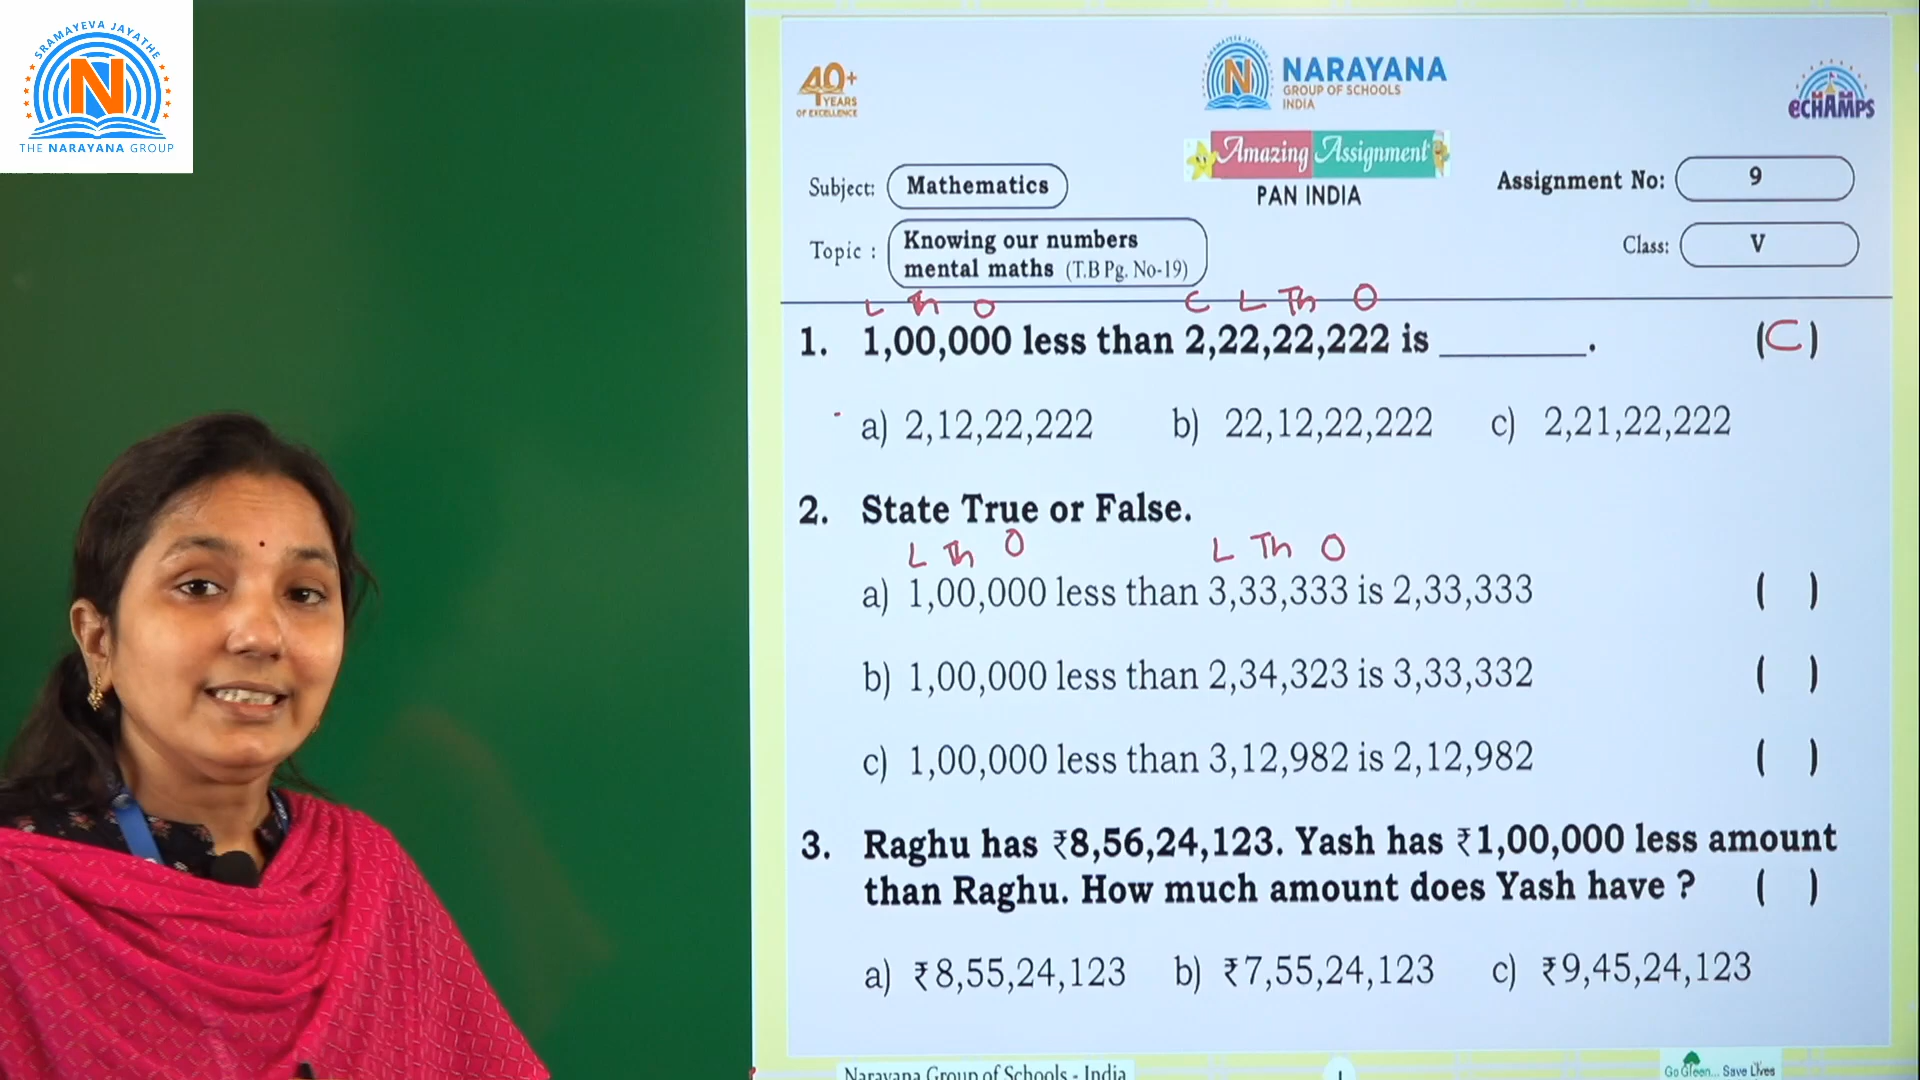 SRAMAYEVA JAYATHE
N
THE NARAYANA GROUP
40+
YEARS
OF EXCELLENCE
N
NARAYANA
GROUP OF SCHOOLS
INDIA
eCHAMPS
Amazing Assignment
PAN INDIA
Subject: Mathematics
Assignment No: 9
Topic : Knowing our numbers
mental maths (T.B Pg. No-19)
Class: V
L Th O C L Th O
1. 1,00,000 less than 2,22,22,222 is ________. (C)
a) 2,12,22,222 b) 22,12,22,222 c) 2,21,22,222
2. State True or False.
L Th O L Th O
a) 1,00,000 less than 3,33,333 is 2,33,333 ( )
b) 1,00,000 less than 2,34,323 is 3,33,332 ( )
c) 1,00,000 less than 3,12,982 is 2,12,982 ( )
3. Raghu has ₹8,56,24,123. Yash has ₹1,00,000 less amount
than Raghu. How much amount does Yash have ? ( )
a) ₹8,55,24,123 b) ₹7,55,24,123 c) ₹9,45,24,123
Narayana Group of Schools - India
1
Go Green... Save Lives